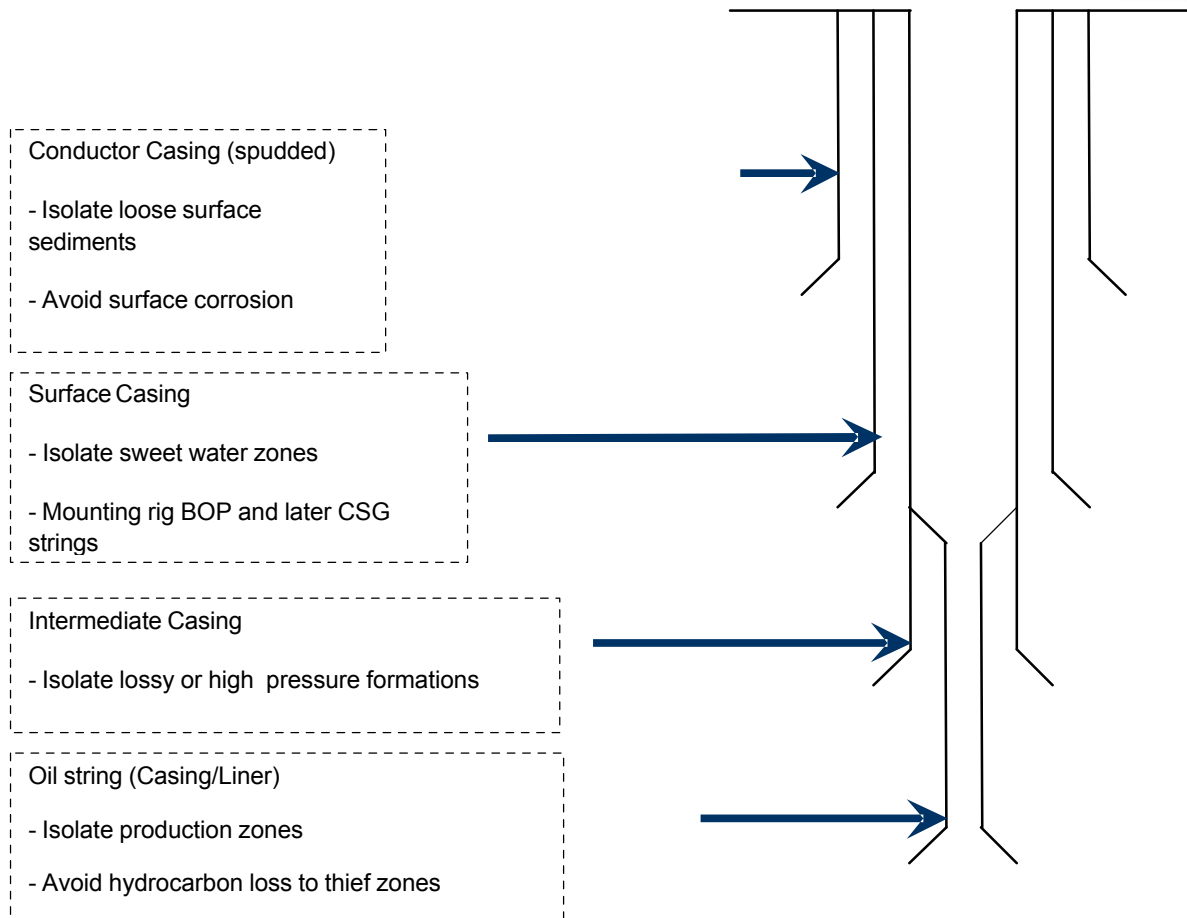 Conductor Casing (spudded)
- Isolate loose surface
sediments
- Avoid surface corrosion
Surface Casing
- Isolate sweet water zones
- Mounting rig BOP and later CSG
strings
Intermediate Casing
- Isolate lossy or high  pressure formations
Oil string (Casing/Liner)
- Isolate production zones
- Avoid hydrocarbon loss to thief zones